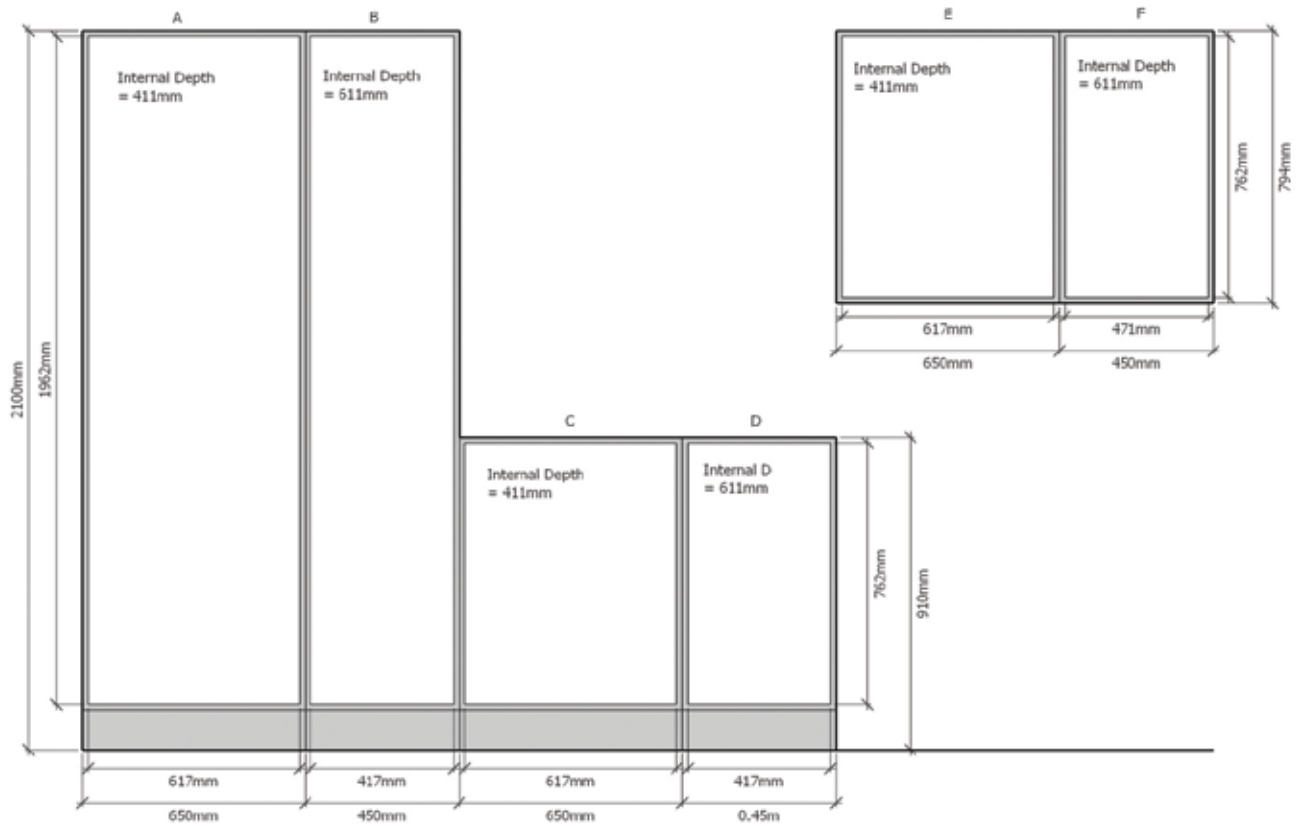 A
B
E
F
Internal Depth
= 411mm
Internal Depth
= 611mm
Internal Depth
= 411mm
Internal Depth
= 611mm
762mm
794mm
617mm
471mm
650mm
450mm
2100mm
1962mm
C
D
Internal Depth
= 411mm
Internal D
= 611mm
762mm
910mm
617mm
417mm
617mm
417mm
650mm
450mm
650mm
0.45m